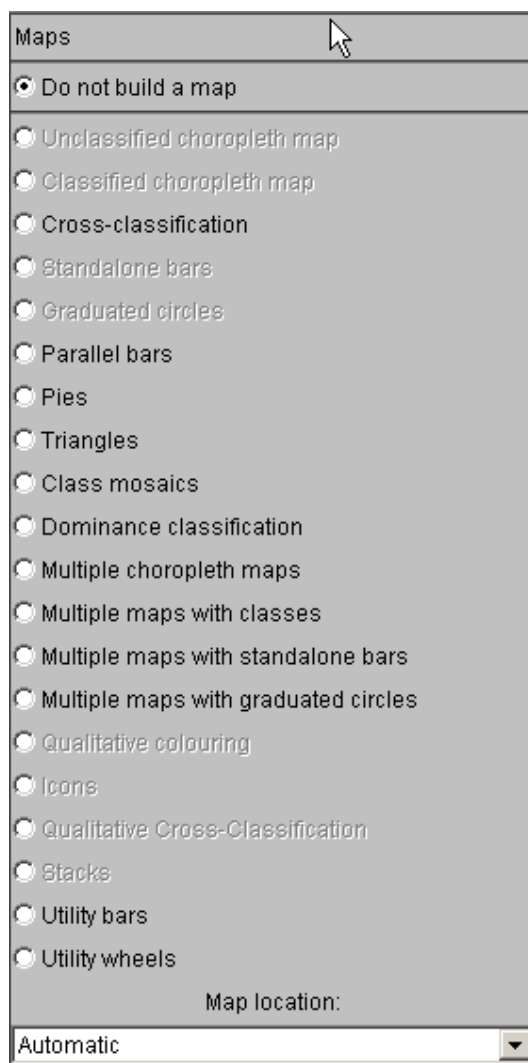 Maps
Do not build a map
Unclassified choropleth map
Classified choropleth map
Cross-classification
Standalone bars
Graduated circles
Parallel bars
Pies
Triangles
Class mosaics
Dominance classification
Multiple choropleth maps
Multiple maps with classes
Multiple maps with standalone bars
Multiple maps with graduated circles
Qualitative colouring
Icons
Qualitative Cross-Classification
Stacks
Utility bars
Utility wheels
Map location:
Automatic